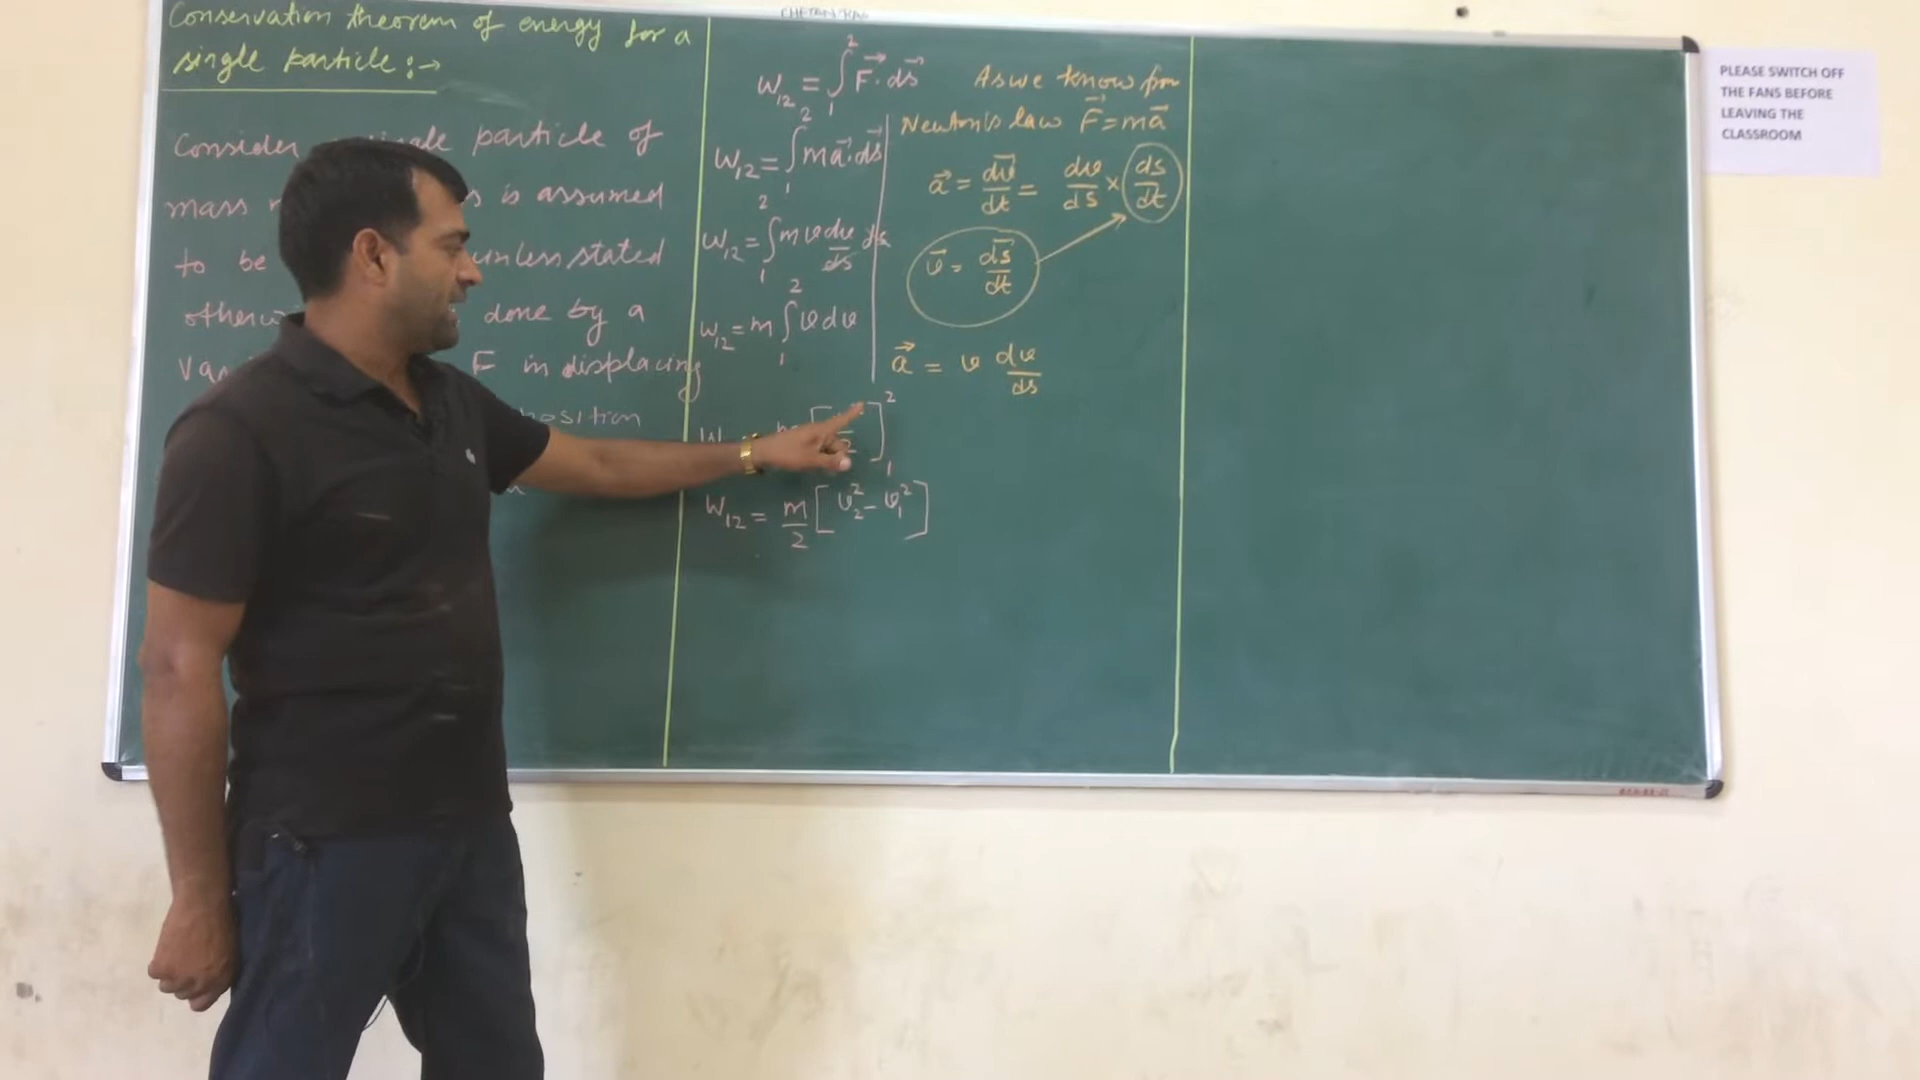 Conservation theorem of energy for a
single particle :→
Consider particle of
mass is assumed
to be unless stated
done by a
F in displacing
position
CHETAN
W₁₂ = ∫₁² F⃗·ds⃗
W₁₂ = ∫₁² ma⃗·ds⃗
W₁₂ = ∫₁² m v dv/ds ds
W₁₂ = m ∫₁² v dv
2]₁²
W₁₂ = m/2 [v₂² - v₁²]
As we know from
Newton's law F⃗ = ma⃗
a⃗ = dv⃗/dt = dv/ds × ds/dt
v⃗ = ds⃗/dt
a⃗ = v dv/ds
PLEASE SWITCH OFF
THE FANS BEFORE
LEAVING THE
CLASSROOM